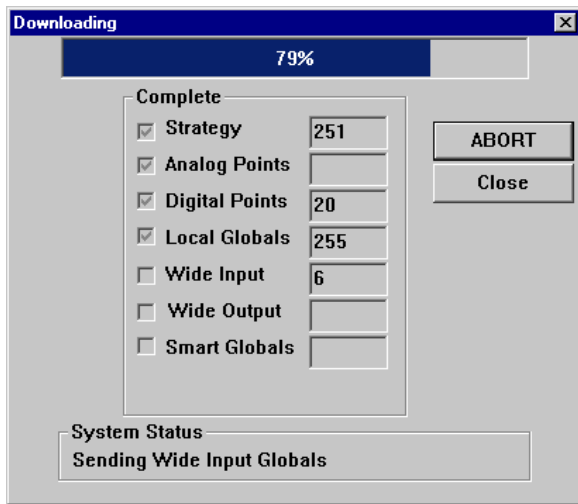 Downloading
79%
Complete
Strategy 251
ABORT
Analog Points
Close
Digital Points 20
Local Globals 255
Wide Input 6
Wide Output
Smart Globals
System Status
Sending Wide Input Globals